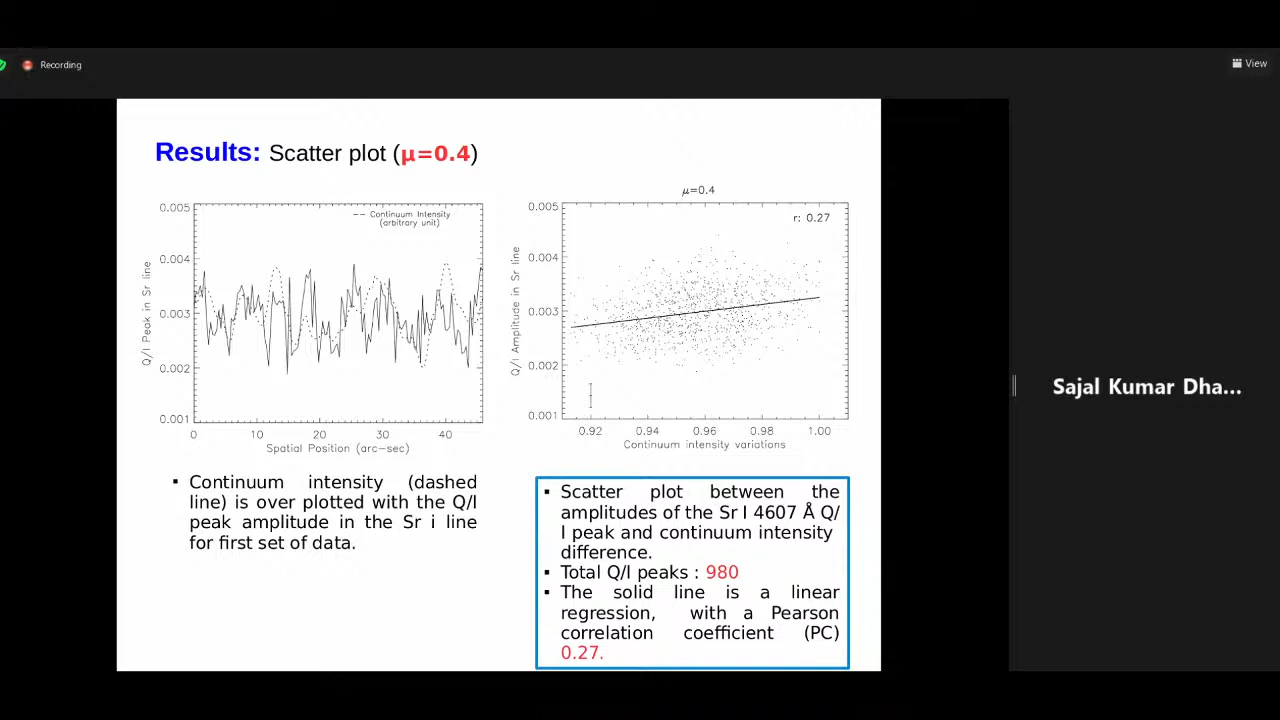 Recording
View
Results: Scatter plot (μ=0.4)
0.005
0.004
0.003
0.002
0.001
Q/I Peak in Sr line
-- Continuum Intensity
(arbitrary unit)
0 10 20 30 40
Spatial Position (arc-sec)
μ=0.4
0.005
0.004
0.003
0.002
0.001
Q/I Amplitude in Sr line
r: 0.27
0.92 0.94 0.96 0.98 1.00
Continuum intensity variations
▪ Continuum intensity (dashed
line) is over plotted with the Q/I
peak amplitude in the Sr i line
for first set of data.
▪ Scatter plot between the
amplitudes of the Sr I 4607 Å Q/
I peak and continuum intensity
difference.
▪ Total Q/I peaks : 980
▪ The solid line is a linear
regression, with a Pearson
correlation coefficient (PC)
0.27.
Sajal Kumar Dha...